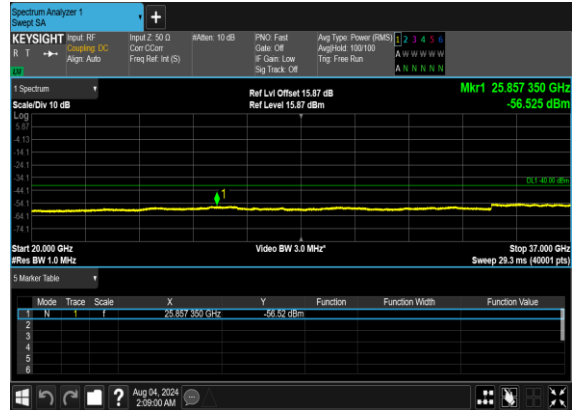 Spectrum Analyzer 1
Swept SA
+
KEYSIGHT Input: RF Input Z: 50 Ω #Atten: 10 dB PNO: Fast Avg Type: Power (RMS) 1 2 3 4 5 6
R T Coupling: DC Corr CCorr Gate: Off Avg|Hold: 100/100 A W W W W W
Align: Auto Freq Ref: Int (S) IF Gain: Low Trig: Free Run
Sig Track: Off A N N N N N
1 Spectrum
Ref Lvl Offset 15.87 dB Mkr1 25.857 350 GHz
Scale/Div 10 dB Ref Level 15.87 dBm -56.525 dBm
Log
5.87
-4.13
-14.1
-24.1
-34.1
DL1 -40.00 dBm
-44.1
1
-54.1
-64.1
-74.1
Start 20.000 GHz Video BW 3.0 MHz* Stop 37.000 GHz
#Res BW 1.0 MHz Sweep 29.3 ms (40001 pts)
5 Marker Table
Mode Trace Scale X Y Function Function Width Function Value
1 N 1 f 25.857 350 GHz -56.52 dBm
2
3
4
5
6
? Aug 04, 2024
2:09:00 AM